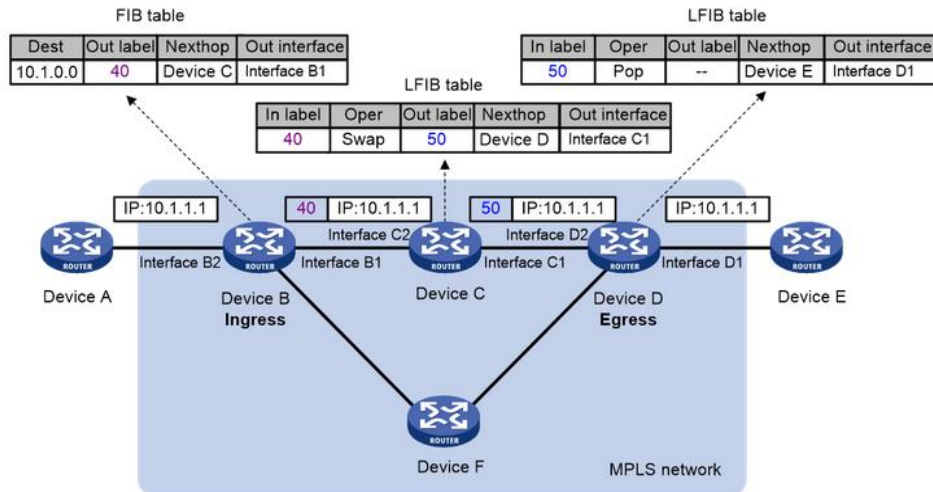 FIB table
Dest Out label Nexthop Out interface
10.1.0.0 40 Device C Interface B1
LFIB table
In label Oper Out label Nexthop Out interface
50 Pop -- Device E Interface D1
LFIB table
In label Oper Out label Nexthop Out interface
40 Swap 50 Device D Interface C1
IP:10.1.1.1 40 IP:10.1.1.1 50 IP:10.1.1.1 IP:10.1.1.1
Interface C2 Interface D2
ROUTER ROUTER ROUTER ROUTER ROUTER
Interface B2 Interface B1 Interface C1 Interface D1
Device A Device B Device C Device D Device E
Ingress Egress
ROUTER
Device F
MPLS network